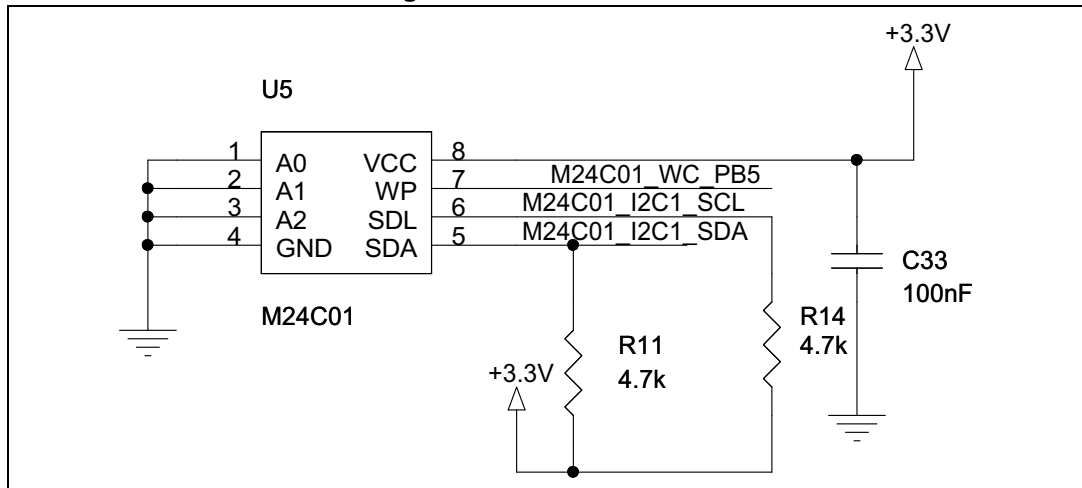 g
+3.3V
U5
1 A0 VCC 8
2 A1 WP 7 M24C01_WC_PB5
3 A2 SDL 6 M24C01_I2C1_SCL
4 GND SDA 5 M24C01_I2C1_SDA
C33
100nF
M24C01
R14
4.7k
R11
4.7k
+3.3V